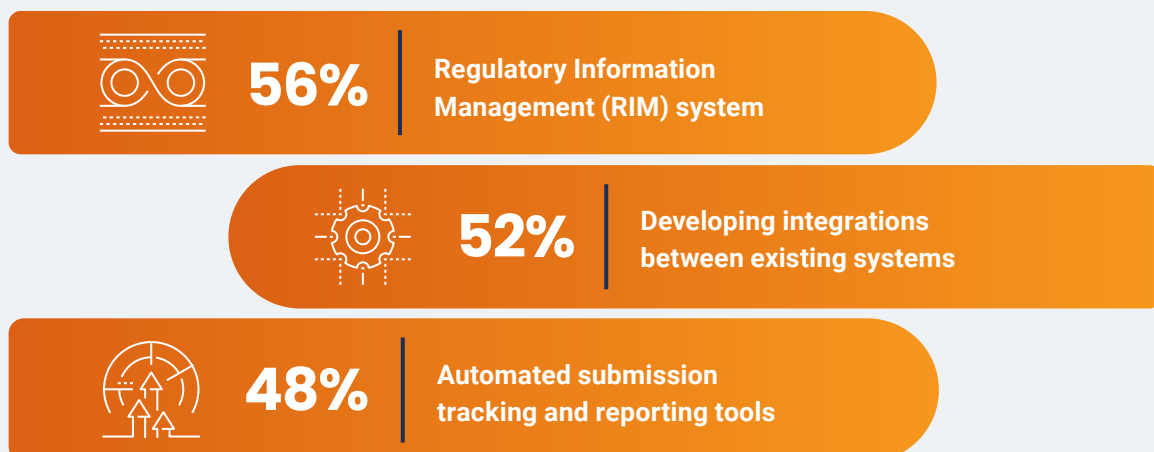 56%
Regulatory Information
Management (RIM) system
52%
Developing integrations
between existing systems
48%
Automated submission
tracking and reporting tools